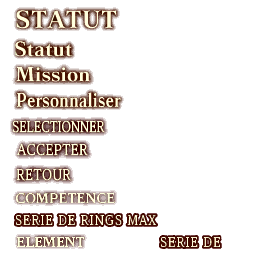 STATUT
Statut
Mission
Personnaliser
SELECTIONNER
ACCEPTER
RETOUR
COMPETENCE
SERIE DE RINGS MAX
ELEMENT SERIE DE